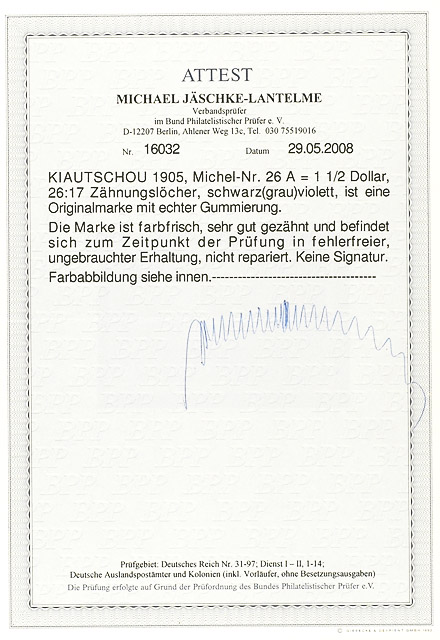 ATTEST
MICHAEL JÄSCHKE-LANTELME
Verbandsprüfer
im Bund Philatelistischer Prüfer e. V.
D-12207 Berlin, Ahlener Weg 13c, Tel. 030 75519016
Nr. 16032 Datum 29.05.2008
KIAUTSCHOU 1905, Michel-Nr. 26 A = 1 1/2 Dollar,
26:17 Zähnungslöcher, schwarz(grau)violett, ist eine
Originalmarke mit echter Gummierung.
Die Marke ist farbfrisch, sehr gut gezähnt und befindet
sich zum Zeitpunkt der Prüfung in fehlerfreier,
ungebrauchter Erhaltung, nicht repariert. Keine Signatur.
Farbabbildung siehe innen.------------------------------------
Prüfgebiet: Deutsches Reich Nr. 31-97; Dienst I – II, 1-14;
Deutsche Auslandspostämter und Kolonien (inkl. Vorläufer, ohne Besetzungsausgaben)
Die Prüfung erfolgte auf Grund der Prüfordnung des Bundes Philatelistischer Prüfer e.V.